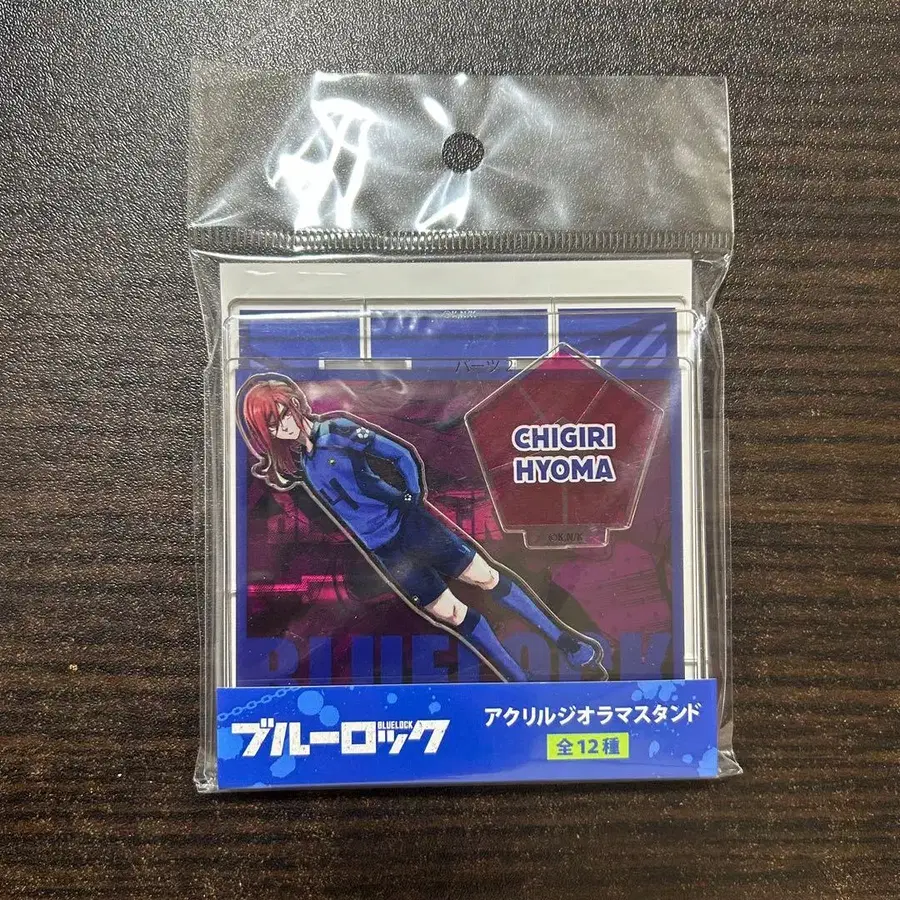 ©K,N/K
パーツ 2
CHIGIRI
HYOMA
©K,N/K
4
BLUELOCK
BLUELOCK
ブルーロック
アクリルジオラマスタンド
全12種